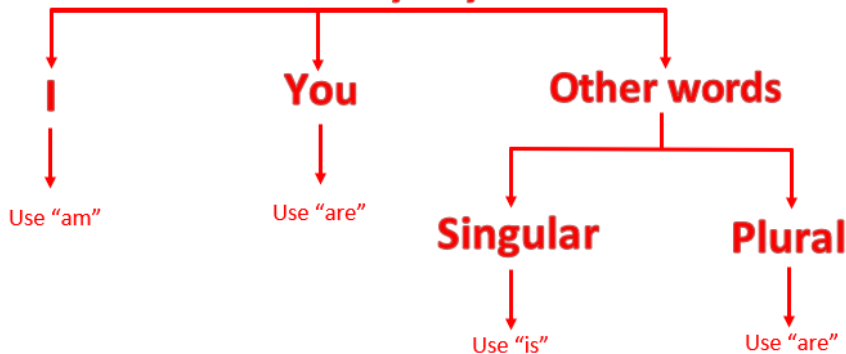 I
You
Other words
Use “am”
Use “are”
Singular
Plural
Use “is”
Use “are”